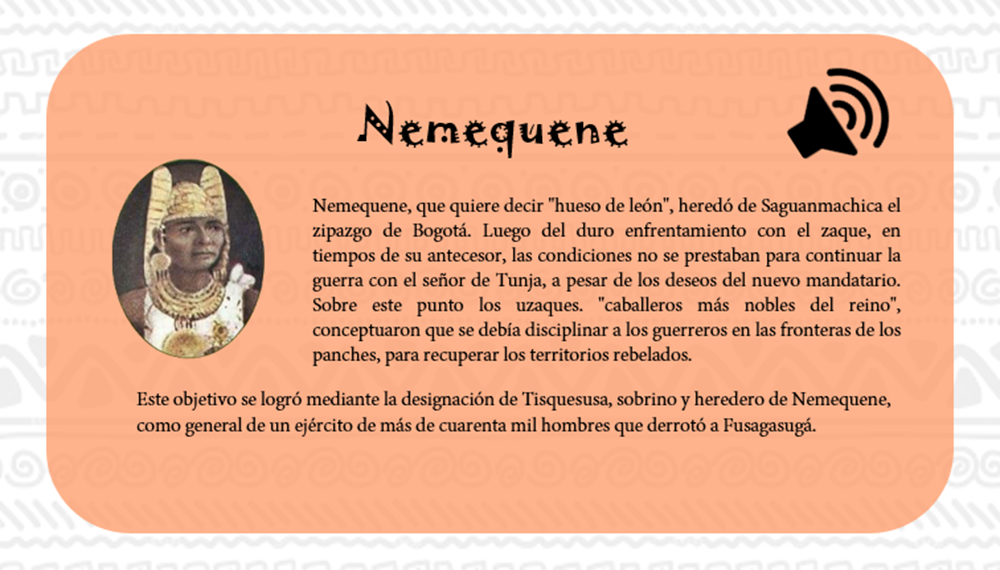 Nemequene
Nemequene, que quiere decir "hueso de león", heredó de Saguanmachica el
zipazgo de Bogotá. Luego del duro enfrentamiento con el zaque, en
tiempos de su antecesor, las condiciones no se prestaban para continuar la
guerra con el señor de Tunja, a pesar de los deseos del nuevo mandatario.
Sobre este punto los uzaques. "caballeros más nobles del reino",
conceptuaron que se debía disciplinar a los guerreros en las fronteras de los
panches, para recuperar los territorios rebelados.
Este objetivo se logró mediante la designación de Tisquesusa, sobrino y heredero de Nemequene,
como general de un ejército de más de cuarenta mil hombres que derrotó a Fusagasugá.